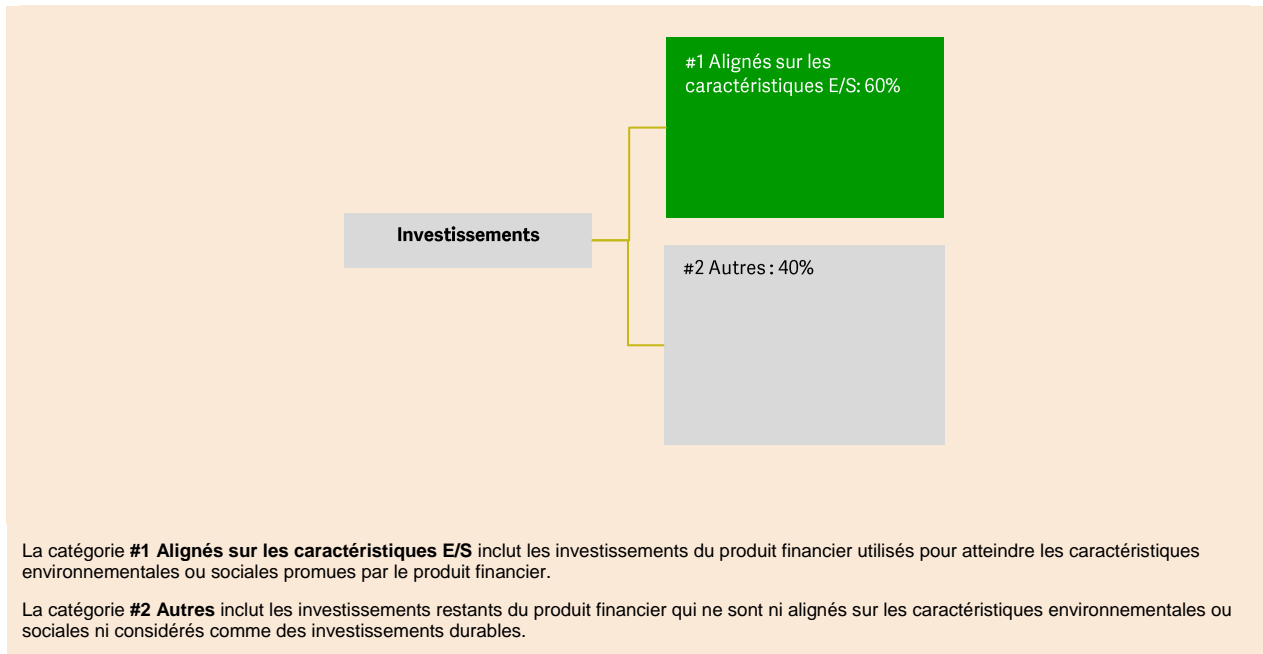 #1 Alignés sur les
caractéristiques E/S: 60%
Investissements
#2 Autres : 40%
La catégorie #1 Alignés sur les caractéristiques E/S inclut les investissements du produit financier utilisés pour atteindre les caractéristiques
environnementales ou sociales promues par le produit financier.
La catégorie #2 Autres inclut les investissements restants du produit financier qui ne sont ni alignés sur les caractéristiques environnementales ou
sociales ni considérés comme des investissements durables.